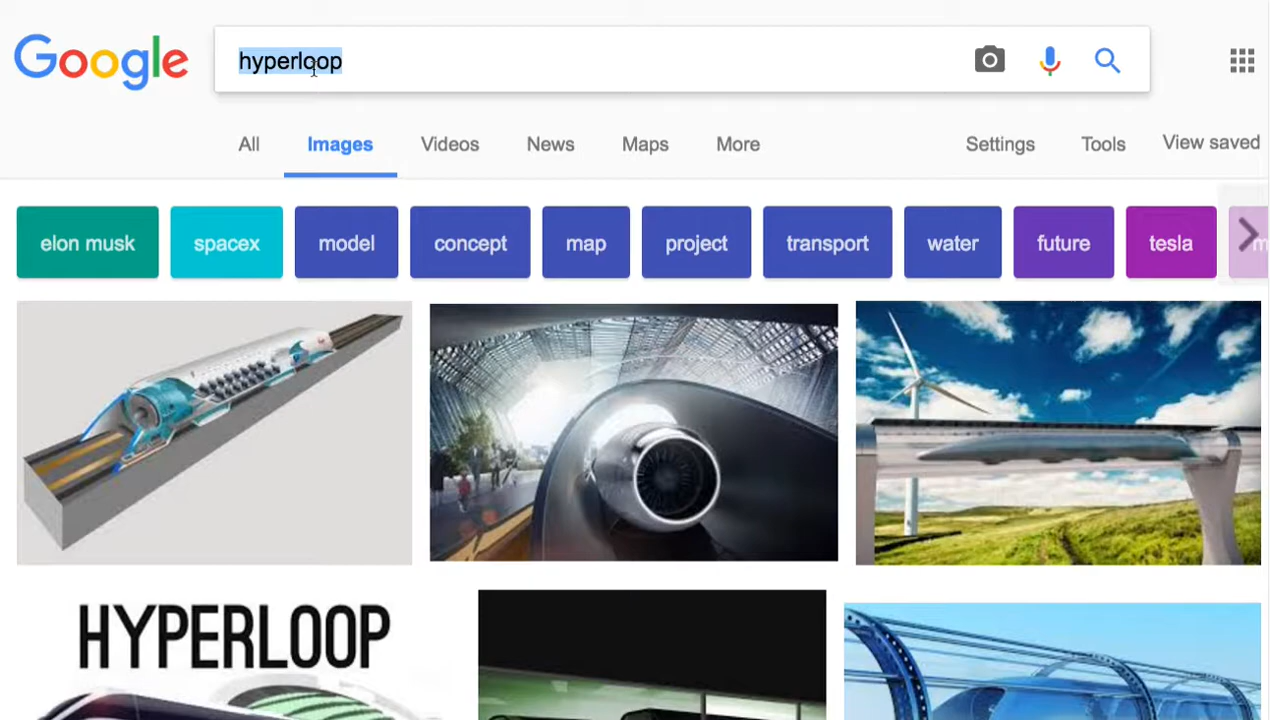 Google hyperloop
All Images Videos News Maps More Settings Tools View saved
elon musk spacex model concept map project transport water future tesla
HYPERLOOP